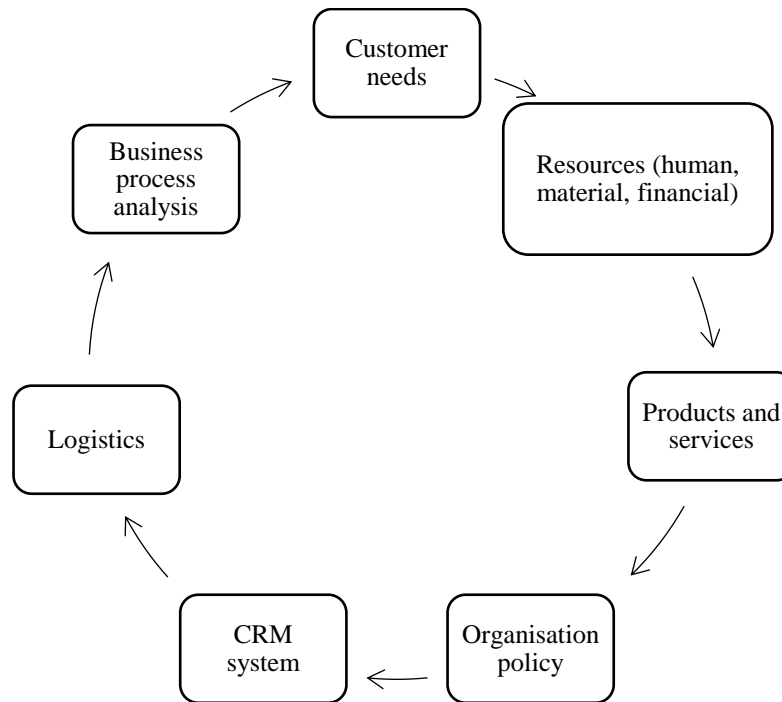 Customer
needs
Resources (human,
material, financial)
Products and
services
Organisation
policy
CRM
system
Logistics
Business
process
analysis